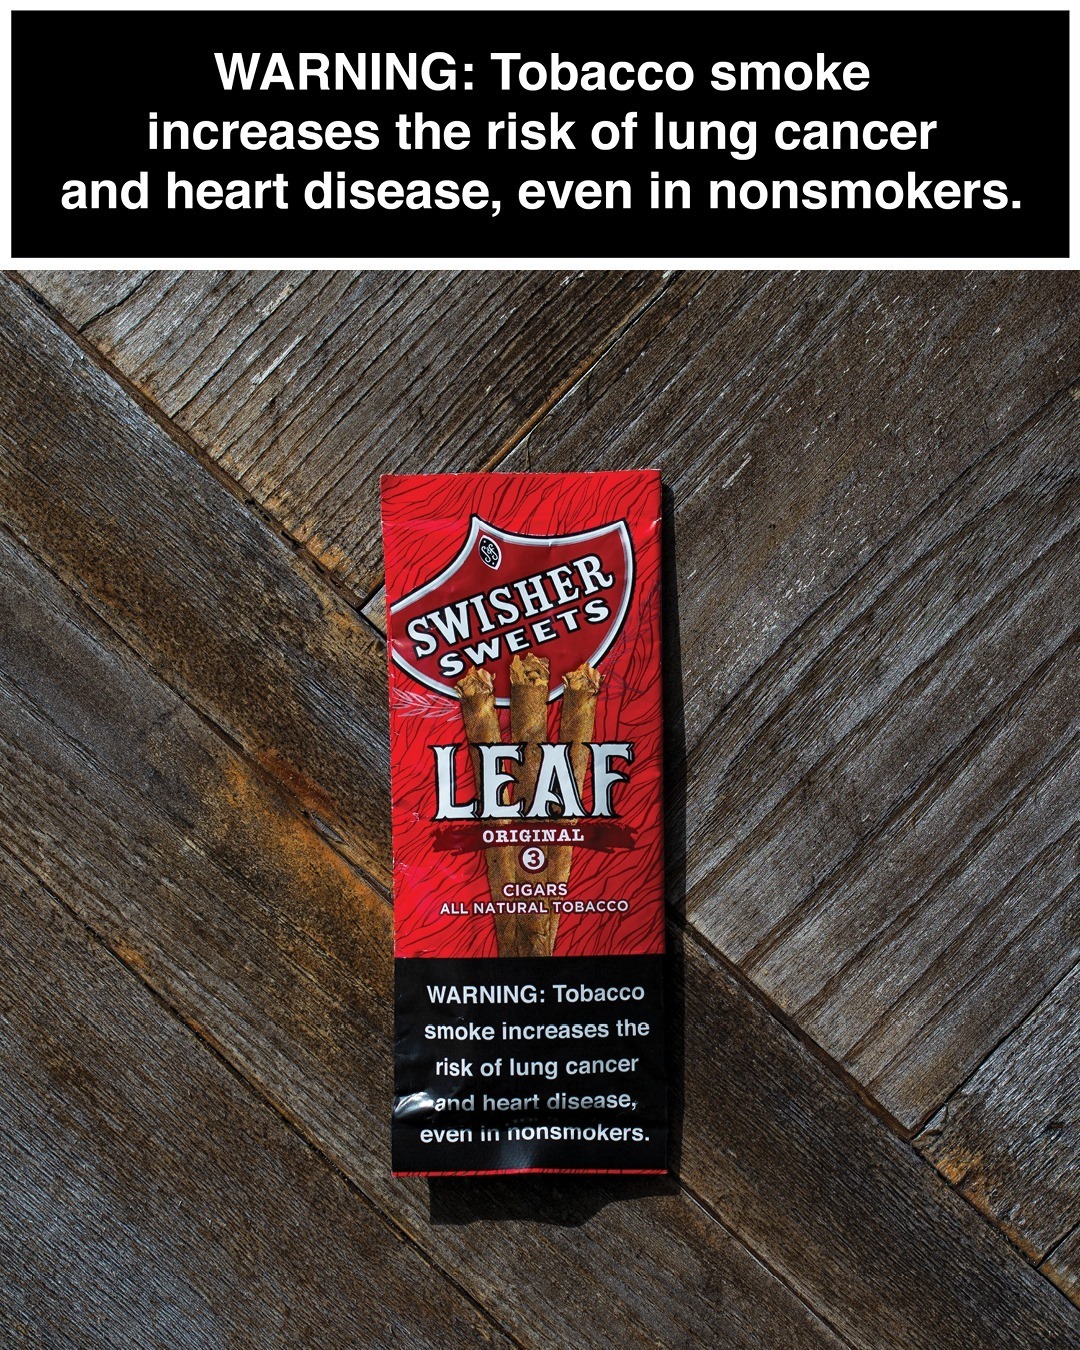 WARNING: Tobacco smoke
increases the risk of lung cancer
and heart disease, even in nonsmokers.
SWISHER
SWEETS
LEAF
ORIGINAL
3
CIGARS
ALL NATURAL TOBACCO
WARNING: Tobacco
smoke increases the
risk of lung cancer
and heart disease,
even in nonsmokers.